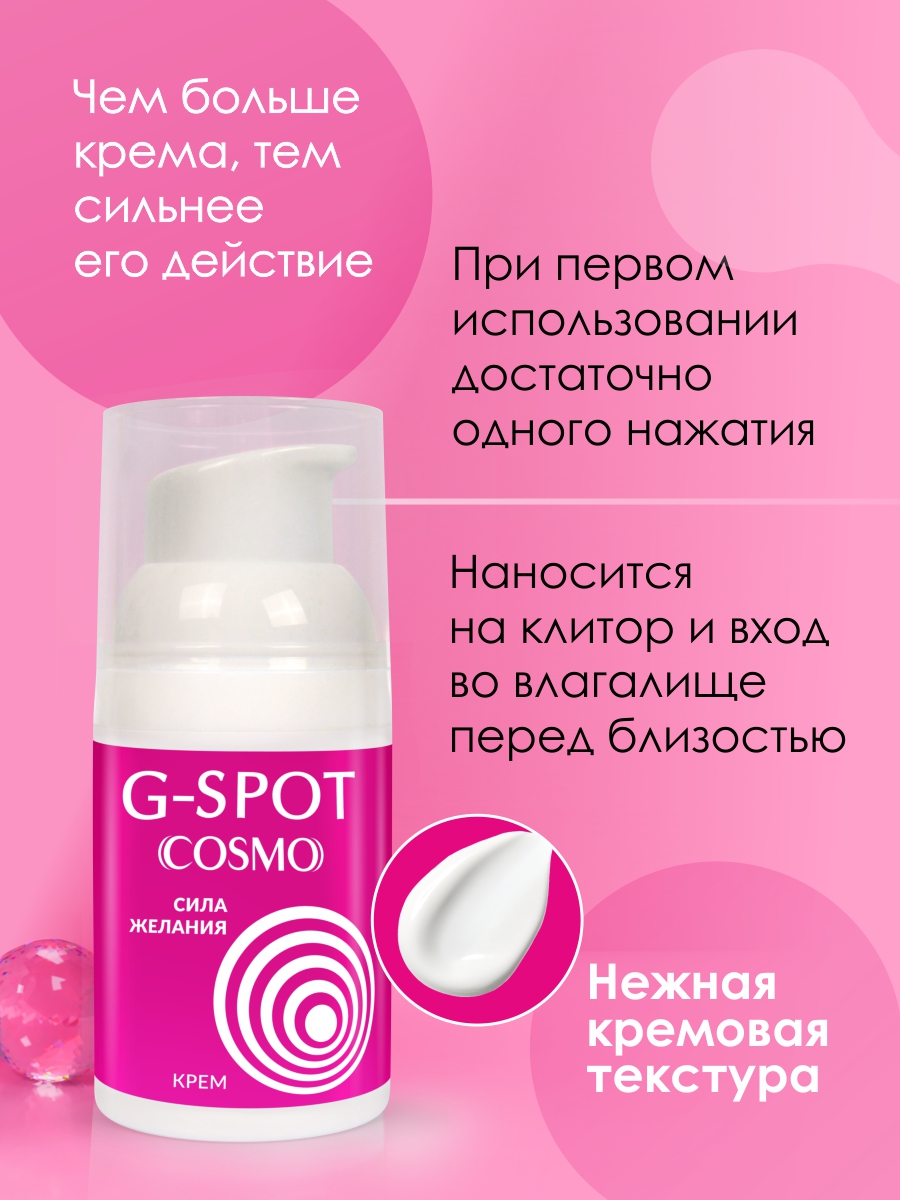 Чем больше
крема, тем
сильнее
его действие
При первом
использовании
достаточно
одного нажатия
Наносится
на клитор и вход
во влагалище
перед близостью
G-SPOT
COSMO
СИЛА
ЖЕЛАНИЯ
КРЕМ
Нежная
кремовая
текстура